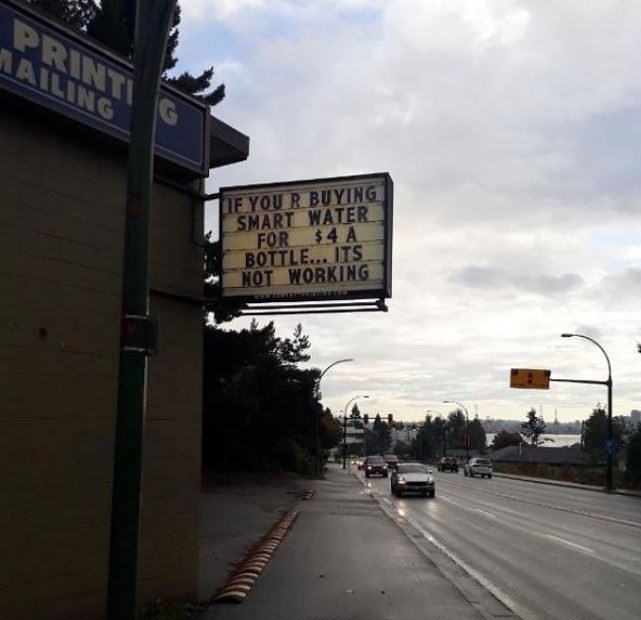 PRINTING
MAILING
IF YOU R BUYING
SMART WATER
FOR $4 A
BOTTLE... ITS
NOT WORKING